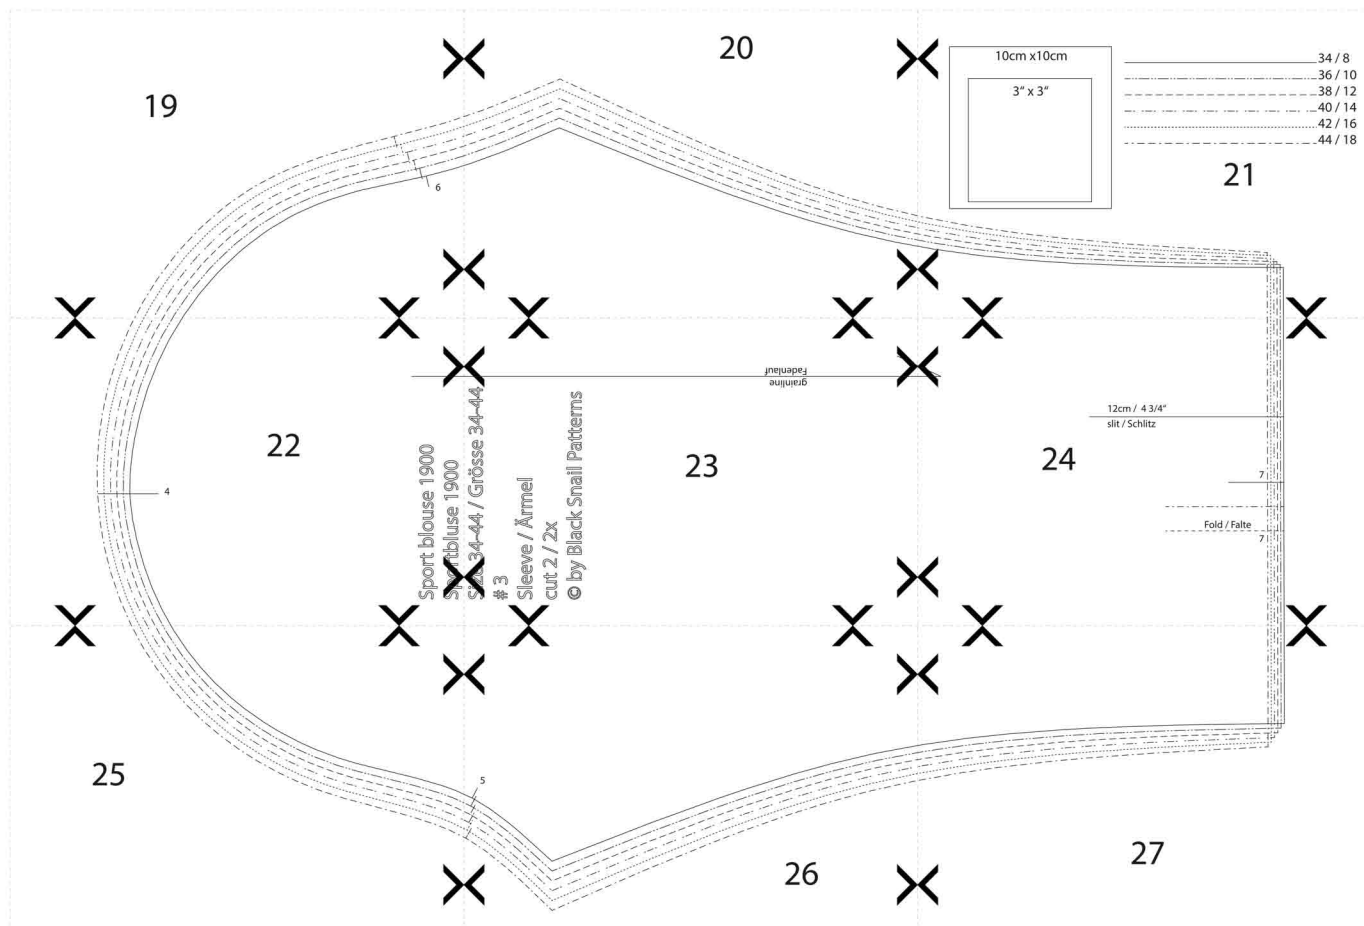 19
20
10cm x10cm
3“ x 3“
34 / 8
36 / 10
38 / 12
40 / 14
42 / 16
44 / 18
21
6
Fadenlauf
grainline
12cm / 4 3/4“
slit / Schlitz
22
23
24
4
7
Fold / Falte
7
Sport blouse 1900
Sportbluse 1900
Size 34-44 / Grösse 34-44
# 3
Sleeve / Ärmel
cut 2 / 2x
© by Black Snail Patterns
5
25
26
27